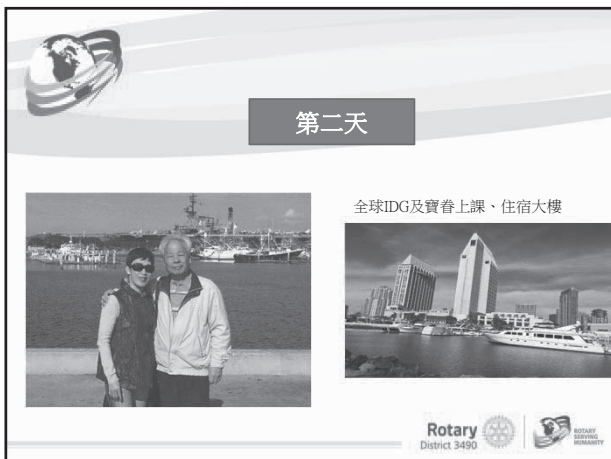 第二天
全球IDG及寶眷上課、住宿大樓
Rotary
District 3490
ROTARY
SERVING
HUMANITY